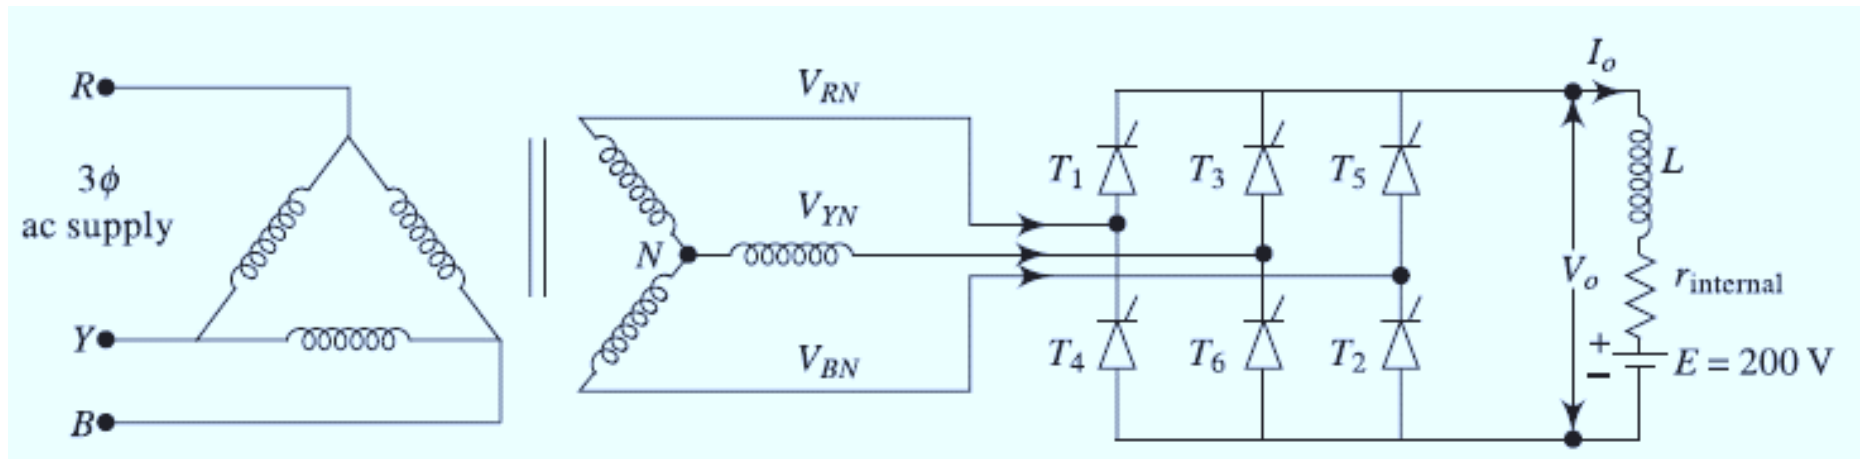 R
3ϕ
ac supply
Y
B
N
V_RN
V_YN
V_BN
T_1
T_3
T_5
T_4
T_6
T_2
I_o
L
V_o
r_internal
+
−
E = 200 V